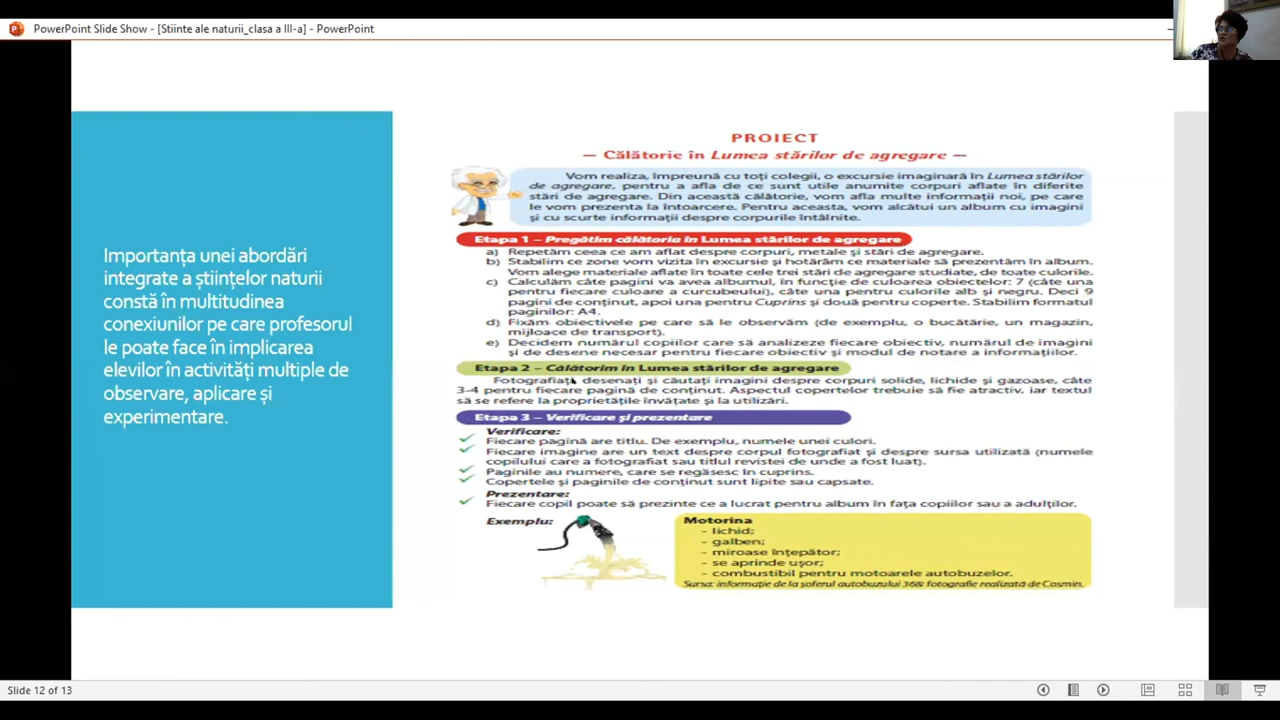 PowerPoint Slide Show - [Stiinte ale naturii_clasa a III-a] - PowerPoint
Importanța unei abordări
integrate a științelor naturii
constă în multitudinea
conexiunilor pe care profesorul
le poate face în implicarea
elevilor în activități multiple de
observare, aplicare și
experimentare.
PROIECT
— Călătorie în Lumea stărilor de agregare —
Vom realiza, împreună cu toți colegii, o excursie imaginară în Lumea stărilor
de agregare, pentru a afla de ce sunt utile anumite corpuri aflate în diferite
stări de agregare. Din această călătorie, vom afla multe informații noi, pe care
le vom prezenta la întoarcere. Pentru aceasta, vom alcătui un album cu imagini
și cu scurte informații despre corpurile întâlnite.
Etapa 1 – Pregătim călătoria în Lumea stărilor de agregare
a) Repetăm ceea ce am aflat despre corpuri, metale și stări de agregare.
b) Stabilim ce zone vom vizita în excursie și hotărâm ce materiale să prezentăm în album.
Vom alege materiale aflate în toate cele trei stări de agregare studiate, de toate culorile.
c) Calculăm câte pagini va avea albumul, în funcție de culoarea obiectelor: 7 (câte una
pentru fiecare culoare a curcubeului), câte una pentru culorile alb și negru. Deci 9
pagini de conținut, apoi una pentru Cuprins și două pentru coperte. Stabilim formatul
paginilor: A4.
d) Fixăm obiectivele pe care să le observăm (de exemplu, o bucătărie, un magazin,
mijloace de transport).
e) Decidem numărul copiilor care să analizeze fiecare obiectiv, numărul de imagini
și de desene necesar pentru fiecare obiectiv și modul de notare a informațiilor.
Etapa 2 – Călătorim în Lumea stărilor de agregare
Fotografiați, desenați și căutați imagini despre corpuri solide, lichide și gazoase, câte
3-4 pentru fiecare pagină de conținut. Aspectul copertelor trebuie să fie atractiv, iar textul
să se refere la proprietățile învățate și la utilizări.
Etapa 3 – Verificare și prezentare
Verificare:
Fiecare pagină are titlu. De exemplu, numele unei culori.
Fiecare imagine are un text despre corpul fotografiat și despre sursa utilizată (numele
copilului care a fotografiat sau titlul revistei de unde a fost luat).
Paginile au numere, care se regăsesc în cuprins.
Copertele și paginile de conținut sunt lipite sau capsate.
Prezentare:
Fiecare copil poate să prezinte ce a lucrat pentru album în fața copiilor sau a adulților.
Exemplu:
Motorina
- lichid;
- galben;
- miroase înțepător;
- se aprinde ușor;
- combustibil pentru motoarele autobuzelor.
Sursa: informație de la șoferul autobuzului 368; fotografie realizată de Cosmin.
Slide 12 of 13